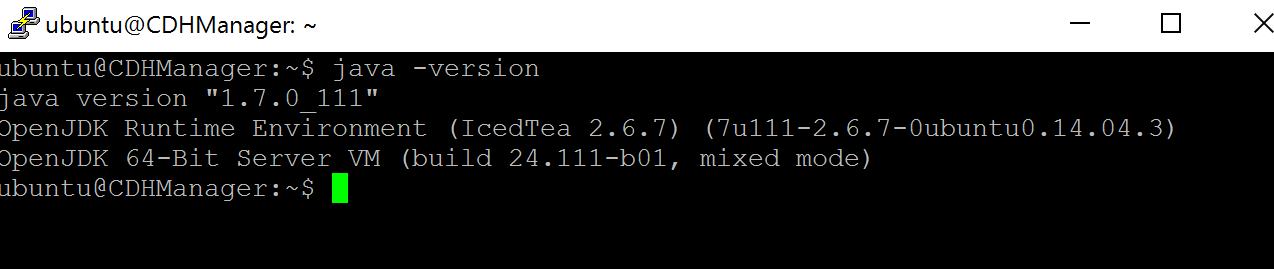 ubuntu@CDHManager: ~
ubuntu@CDHManager:~$ java -version
java version "1.7.0_111"
OpenJDK Runtime Environment (IcedTea 2.6.7) (7u111-2.6.7-0ubuntu0.14.04.3)
OpenJDK 64-Bit Server VM (build 24.111-b01, mixed mode)
ubuntu@CDHManager:~$